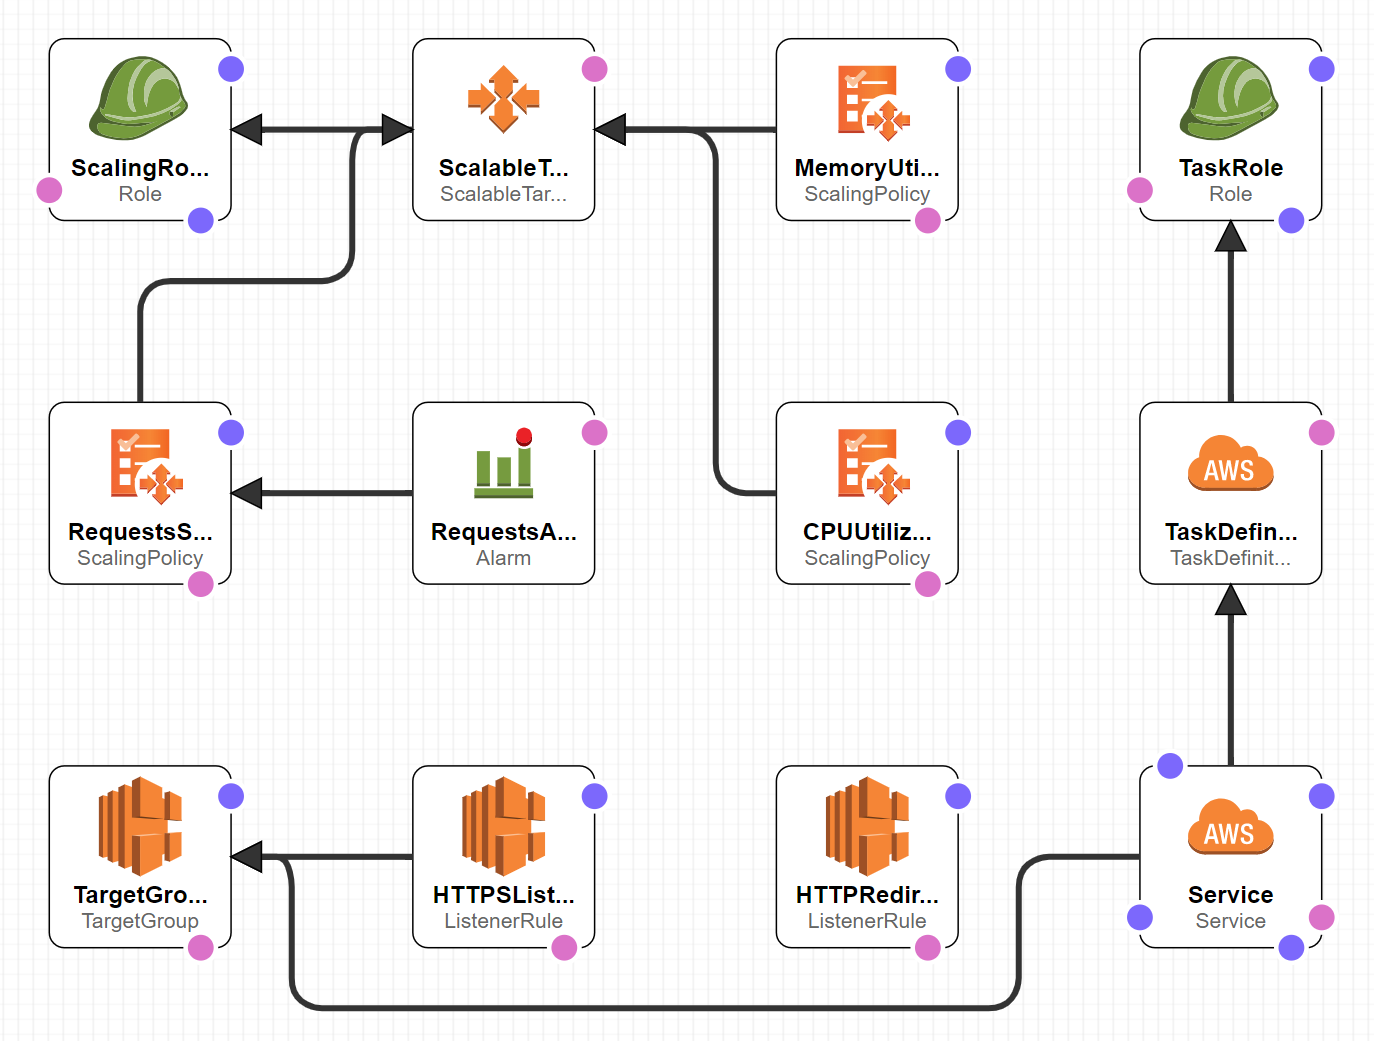 ScalingRo...
Role
ScalableT...
ScalableTar...
MemoryUti...
ScalingPolicy
TaskRole
Role
RequestsS...
ScalingPolicy
RequestsA...
Alarm
CPUUtiliz...
ScalingPolicy
AWS
TaskDefin...
TaskDefinit...
TargetGro...
TargetGroup
HTTPSList...
ListenerRule
HTTPRedir...
ListenerRule
AWS
Service
Service